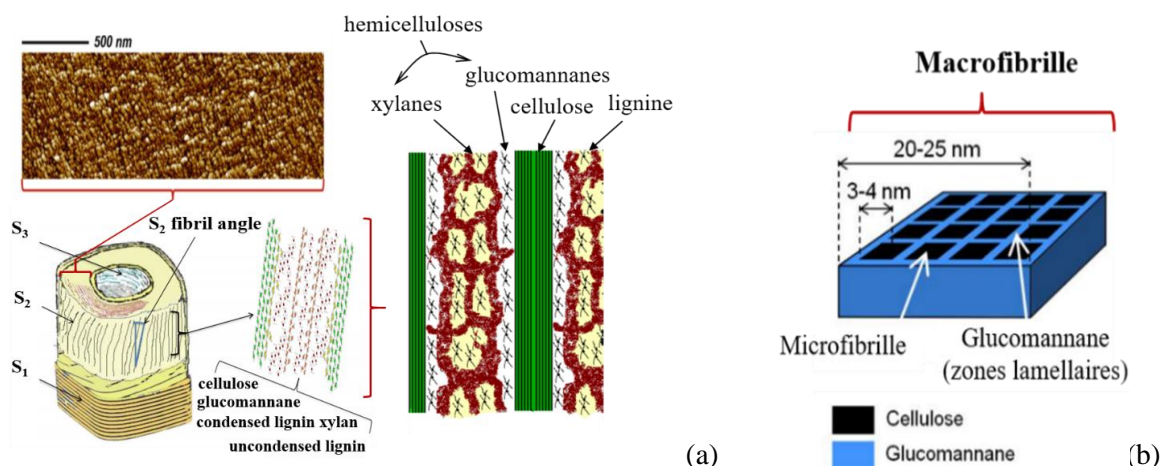 500 nm
hemicelluloses
glucomannanes
xylanes
cellulose
lignine
S3
S2 fibril angle
S2
S1
cellulose
glucomannane
condensed lignin xylan
uncondensed lignin
(a)
Macrofibrille
20-25 nm
3-4 nm
Microfibrille
Glucomannane
(zones lamellaires)
Cellulose
Glucomannane
(b)